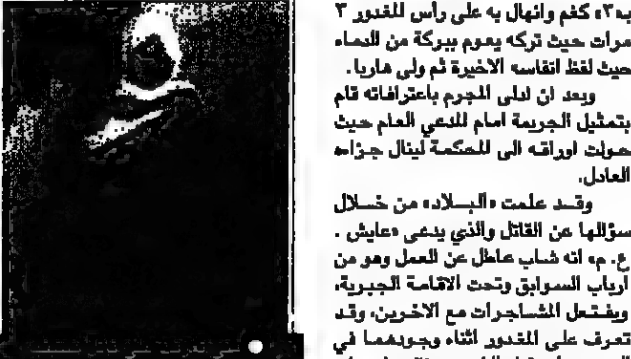 بـ«٣» كغم وانهال به على رأس المغدور ٣
مرات حيث تركه يعوم ببركة من الدماء
حيث لفظ انفاسه الاخيرة ثم ولى هاربا.
وبعد ان ادلى المجرم باعترافاته قام
بتمثيل الجريمة امام المدعي العام حيث
حولت اوراقه الى المحكمة لينال جزاءه
العادل.
وقد علمت «البلاد» من خلال
سؤالها عن القاتل والذي يدعى «عايش .
ع. م» انه شاب عاطل عن العمل وهو من
ارباب السوابق وتحت الاقامة الجبرية،
ويفتعل المشاجرات مع الاخرين، وقد
تعرف على المغدور اثناء وجودهما في